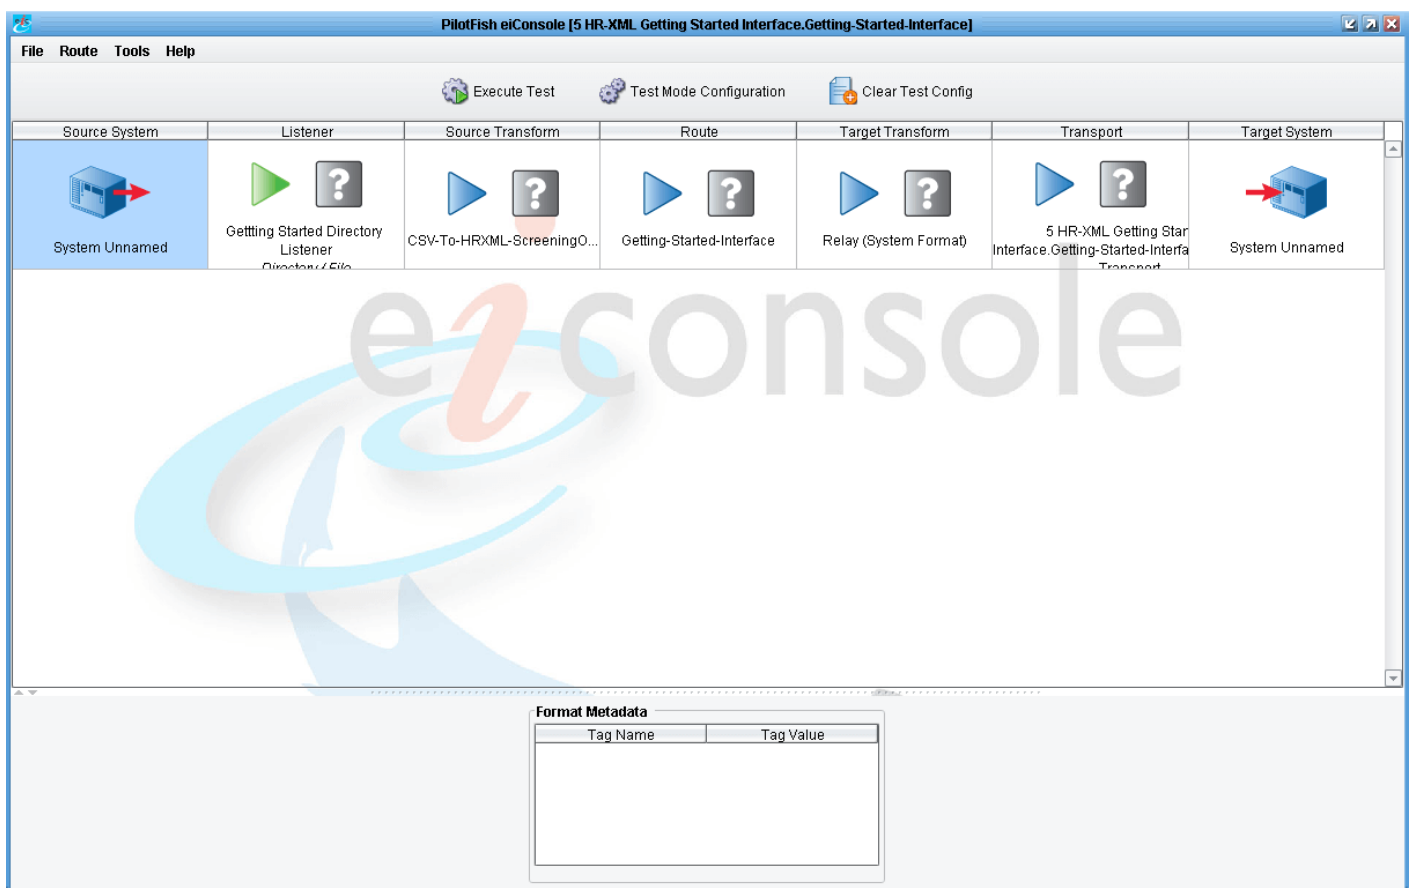 PilotFish eiConsole [5 HR-XML Getting Started Interface.Getting-Started-Interface]
File Route Tools Help
Execute Test Test Mode Configuration Clear Test Config
Source System Listener Source Transform Route Target Transform Transport Target System
System Unnamed
Gettting Started Directory
Listener
Directory / File
CSV-To-HRXML-ScreeningO...
Getting-Started-Interface
Relay (System Format)
5 HR-XML Getting Star
Interface.Getting-Started-Interfa
Transport
System Unnamed
eiconsole
Format Metadata
Tag Name Tag Value